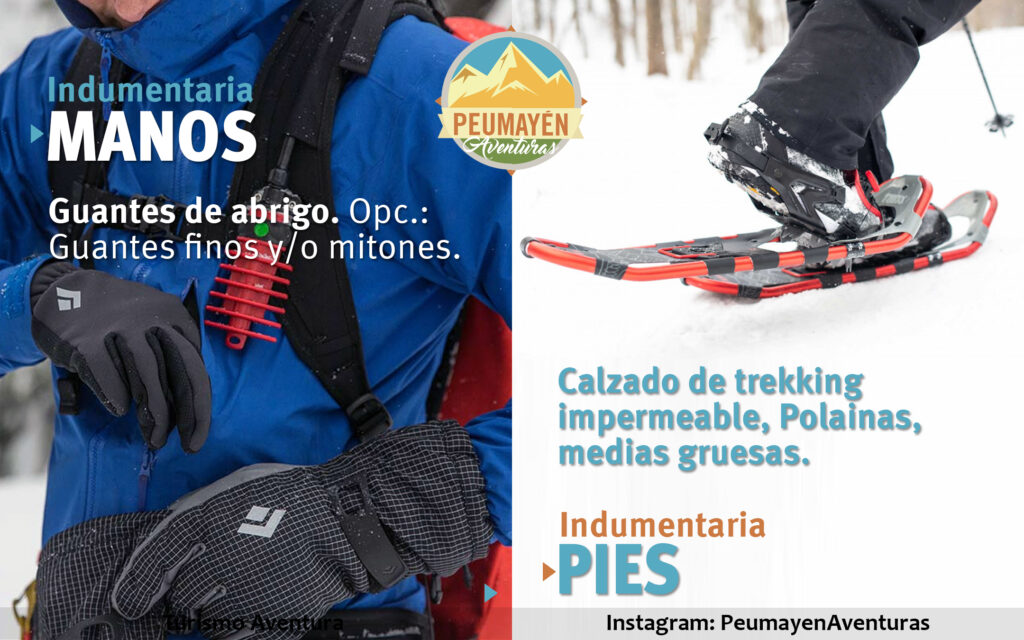 Indumentaria
MANOS
Guantes de abrigo. Opc.:
Guantes finos y/o mitones.
PEUMAYÉN
Aventuras
Calzado de trekking
impermeable, Polainas,
medias gruesas.
Indumentaria
PIES
Turismo Aventura
Instagram: PeumayenAventuras